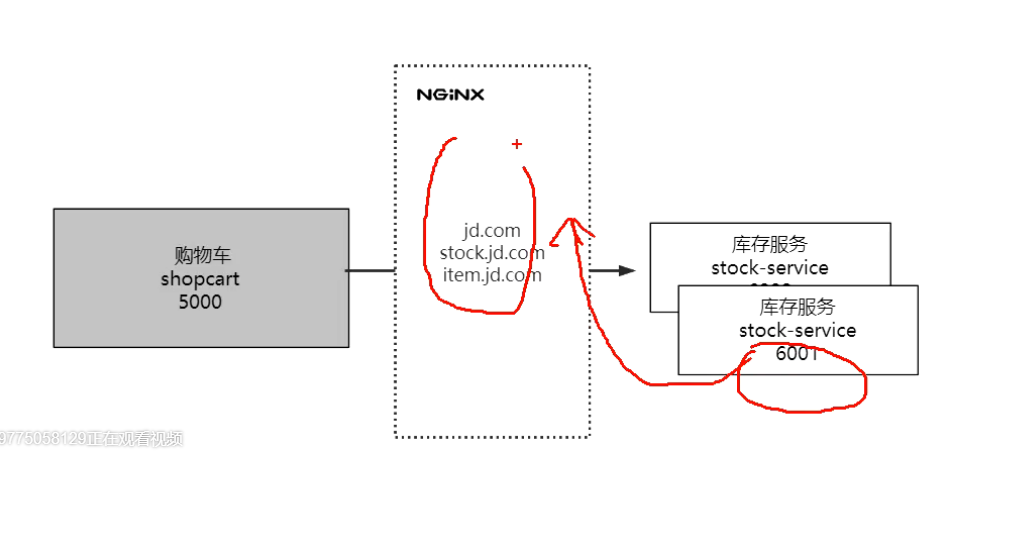 NGiNX
购物车
shopcart
5000
jd.com
stock.jd.com
item.jd.com
库存服务
stock-service
库存服务
stock-service
6001
9775058129正在观看视频